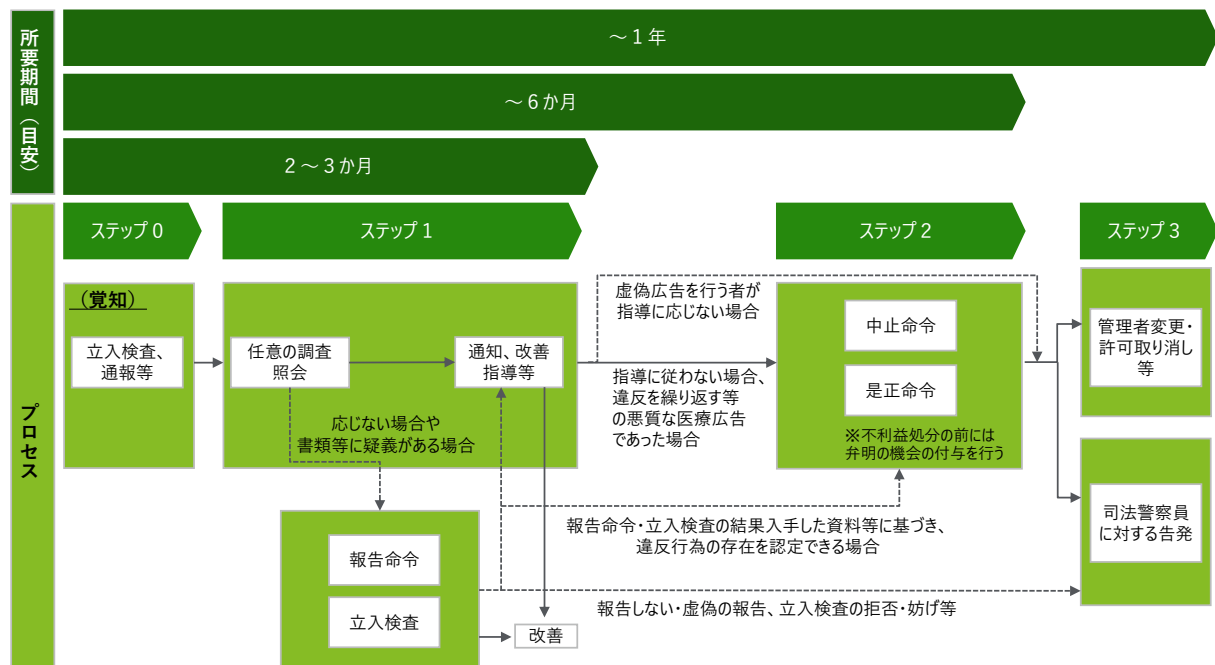 所要期間（目安）
～１年
～６か月
２～３か月
プロセス
ステップ０
ステップ１
ステップ２
ステップ３
（覚知）
立入検査、
通報等
任意の調査
照会
通知、改善
指導等
応じない場合や
書類等に疑義がある場合
報告命令
立入検査
改善
虚偽広告を行う者が
指導に応じない場合
指導に従わない場合、
違反を繰り返す等
の悪質な医療広告
であった場合
中止命令
是正命令
※不利益処分の前には
弁明の機会の付与を行う
報告命令・立入検査の結果入手した資料等に基づき、
違反行為の存在を認定できる場合
報告しない・虚偽の報告、立入検査の拒否・妨げ等
管理者変更・
許可取り消し
等
司法警察員
に対する告発